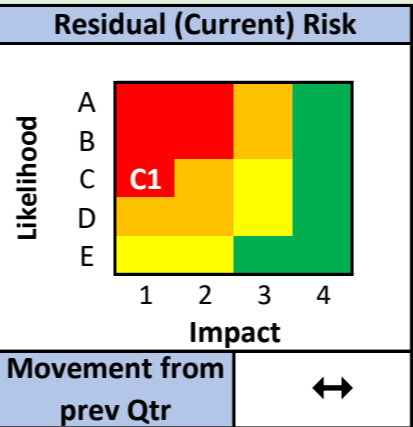 Residual (Current) Risk
Likelihood
A
B
C C1
D
E
1 2 3 4
Impact
Movement from
prev Qtr
↔